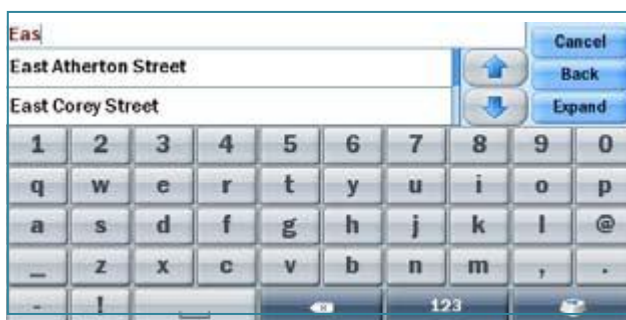 Eas
Cancel
East Atherton Street
Back
East Corey Street
Expand
1 2 3 4 5 6 7 8 9 0
q w e r t y u i o p
a s d f g h j k l @
_ z x c v b n m , .
- ! 123